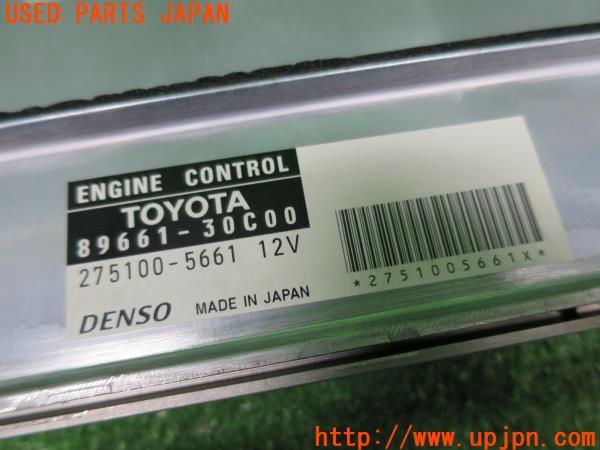 USED PARTS JAPAN
ENGINE CONTROL
TOYOTA
89661-30C00
275100-5661 12V
DENSO MADE IN JAPAN
*2751005661X*
http://www.upjpn.com